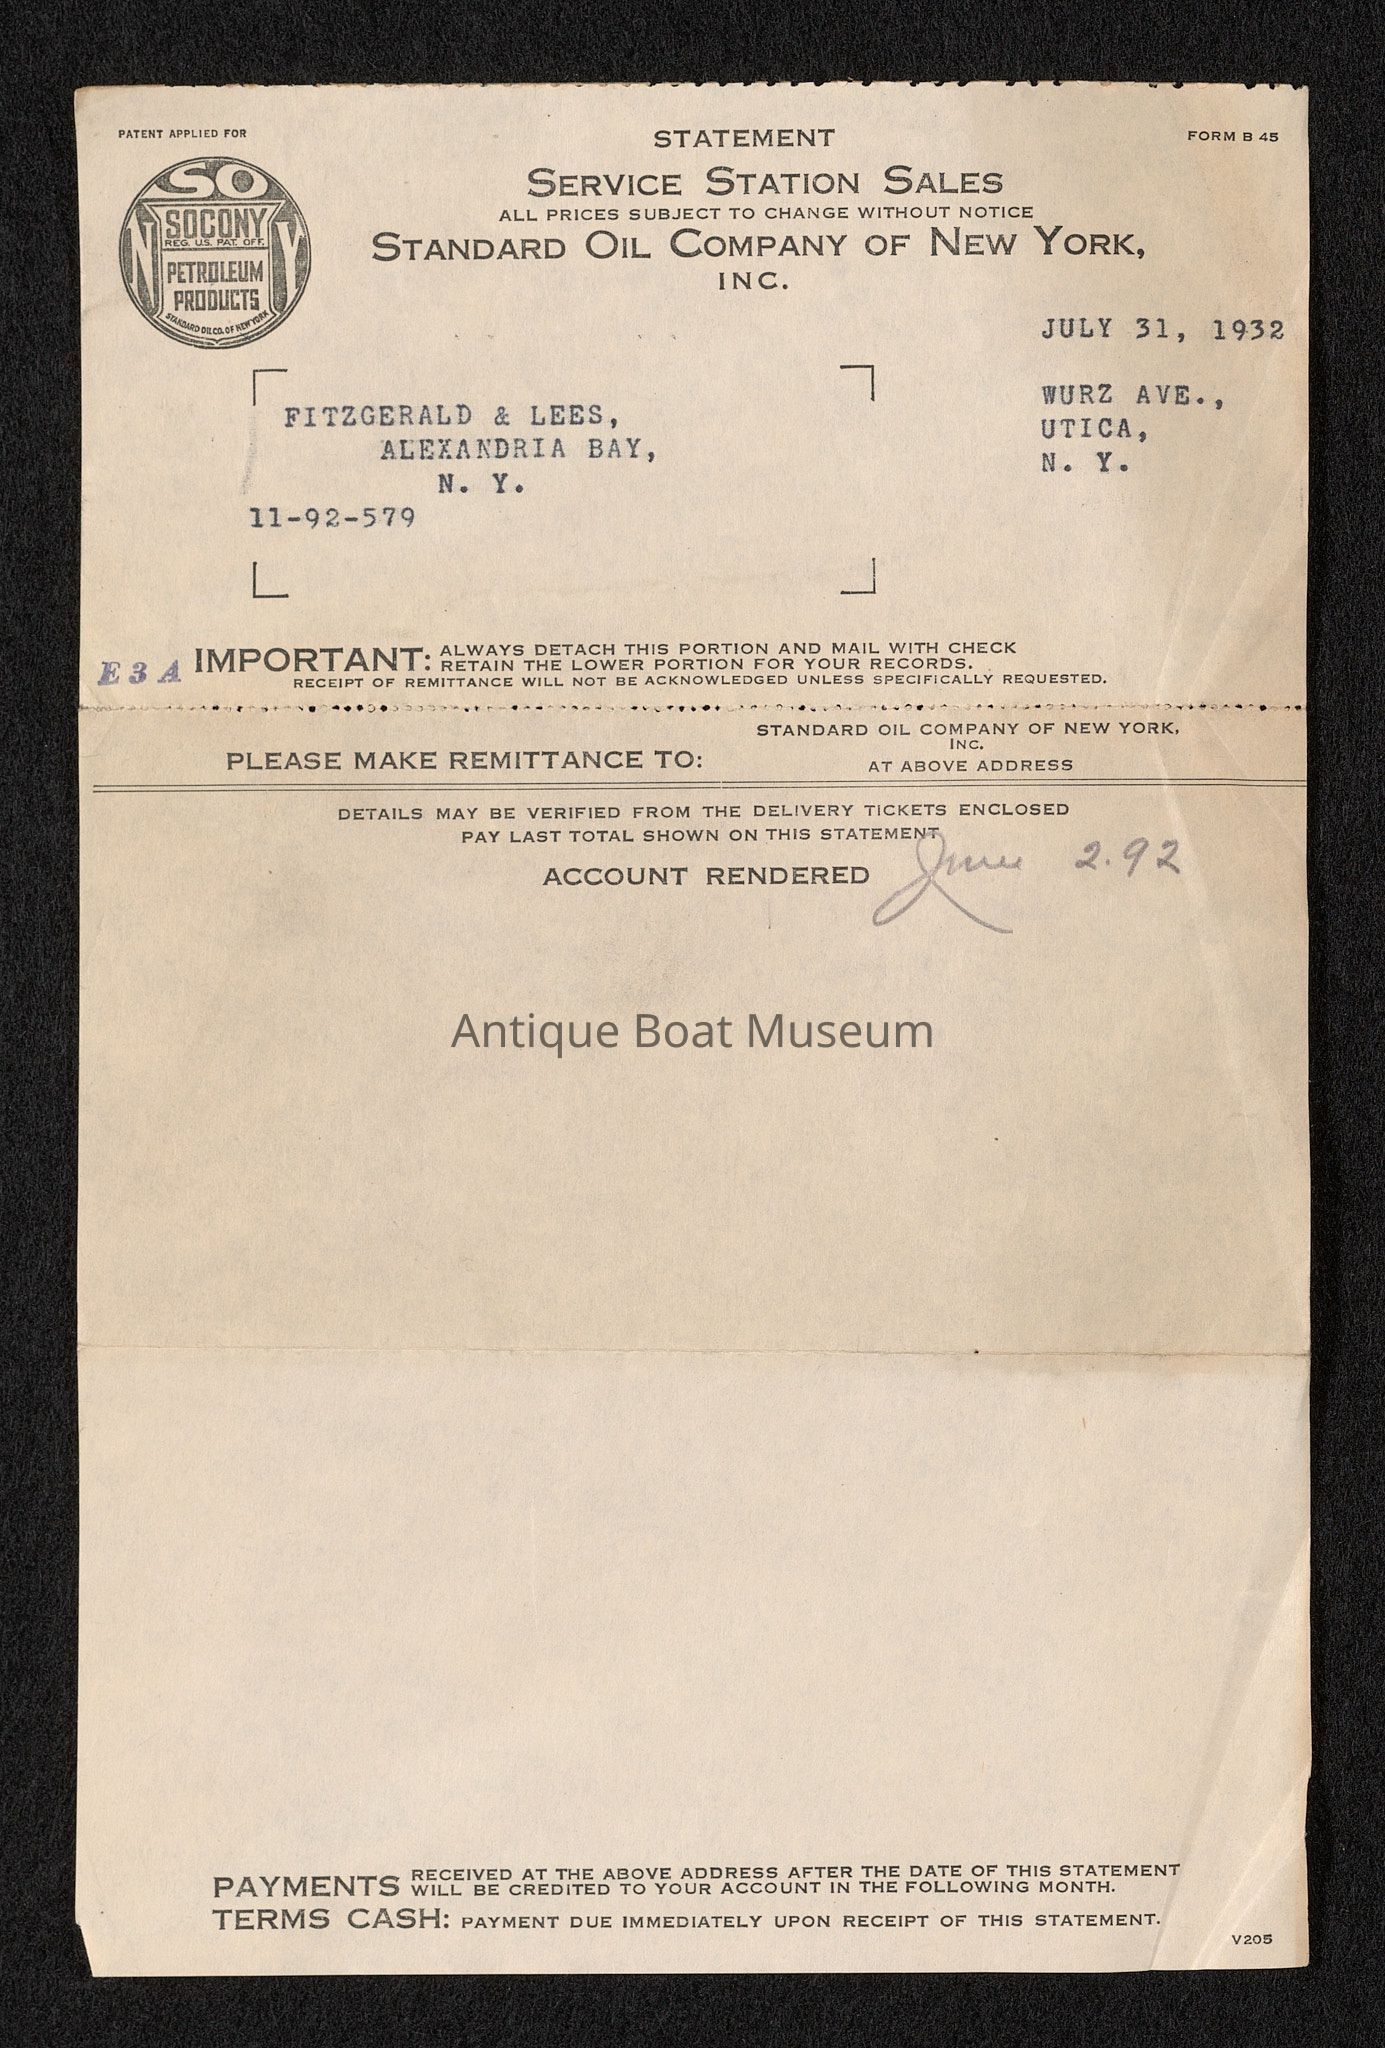 PATENT APPLIED FOR
STATEMENT
FORM B 45
SO
N Y
SOCONY
REG. U.S. PAT. OFF.
PETROLEUM
PRODUCTS
STANDARD OIL CO. OF NEW YORK
SERVICE STATION SALES
ALL PRICES SUBJECT TO CHANGE WITHOUT NOTICE
STANDARD OIL COMPANY OF NEW YORK,
INC.
JULY 31, 1932
WURZ AVE.,
UTICA,
N. Y.
FITZGERALD & LEES,
ALEXANDRIA BAY,
N. Y.
11-92-579
E 3 A
IMPORTANT: ALWAYS DETACH THIS PORTION AND MAIL WITH CHECK
RETAIN THE LOWER PORTION FOR YOUR RECORDS.
RECEIPT OF REMITTANCE WILL NOT BE ACKNOWLEDGED UNLESS SPECIFICALLY REQUESTED.
PLEASE MAKE REMITTANCE TO:
STANDARD OIL COMPANY OF NEW YORK,
INC.
AT ABOVE ADDRESS
DETAILS MAY BE VERIFIED FROM THE DELIVERY TICKETS ENCLOSED
PAY LAST TOTAL SHOWN ON THIS STATEMENT
ACCOUNT RENDERED June 2.92
Antique Boat Museum
PAYMENTS RECEIVED AT THE ABOVE ADDRESS AFTER THE DATE OF THIS STATEMENT
WILL BE CREDITED TO YOUR ACCOUNT IN THE FOLLOWING MONTH.
TERMS CASH: PAYMENT DUE IMMEDIATELY UPON RECEIPT OF THIS STATEMENT.
V205